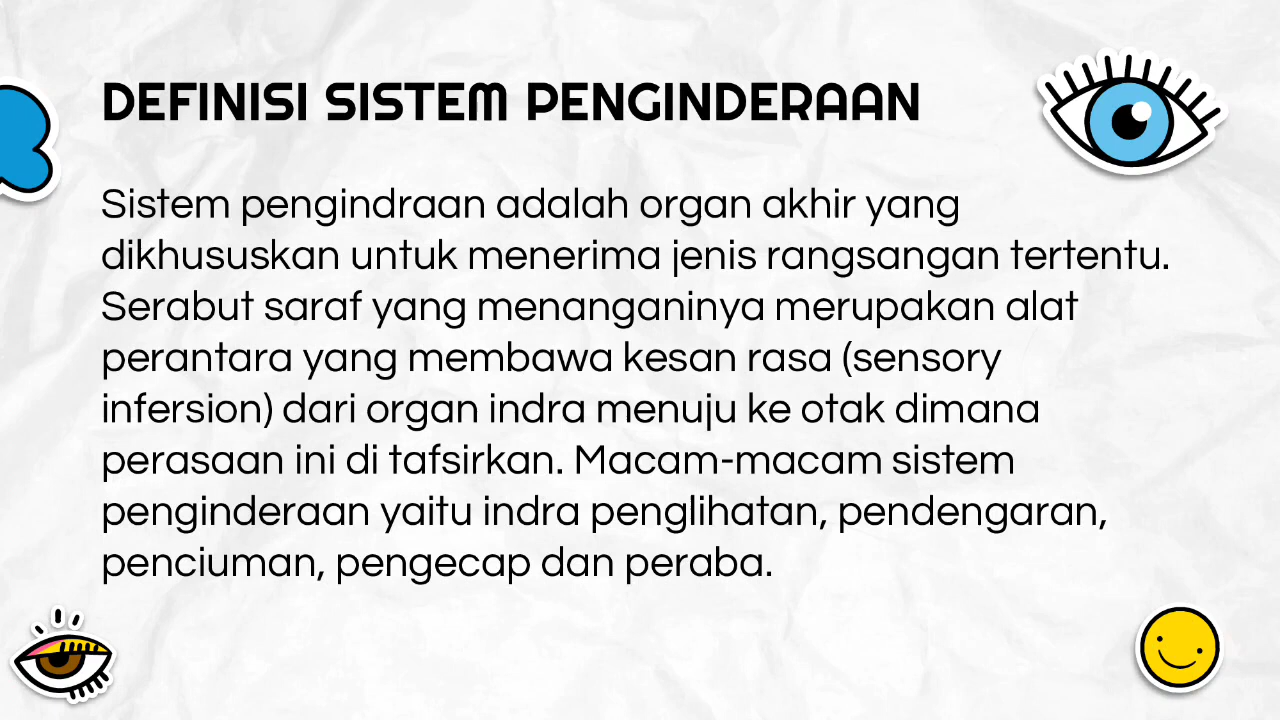 DEFINISI SISTEM PENGINDERAAN
Sistem pengindraan adalah organ akhir yang
dikhususkan untuk menerima jenis rangsangan tertentu.
Serabut saraf yang menanganinya merupakan alat
perantara yang membawa kesan rasa (sensory
infersion) dari organ indra menuju ke otak dimana
perasaan ini di tafsirkan. Macam-macam sistem
penginderaan yaitu indra penglihatan, pendengaran,
penciuman, pengecap dan peraba.